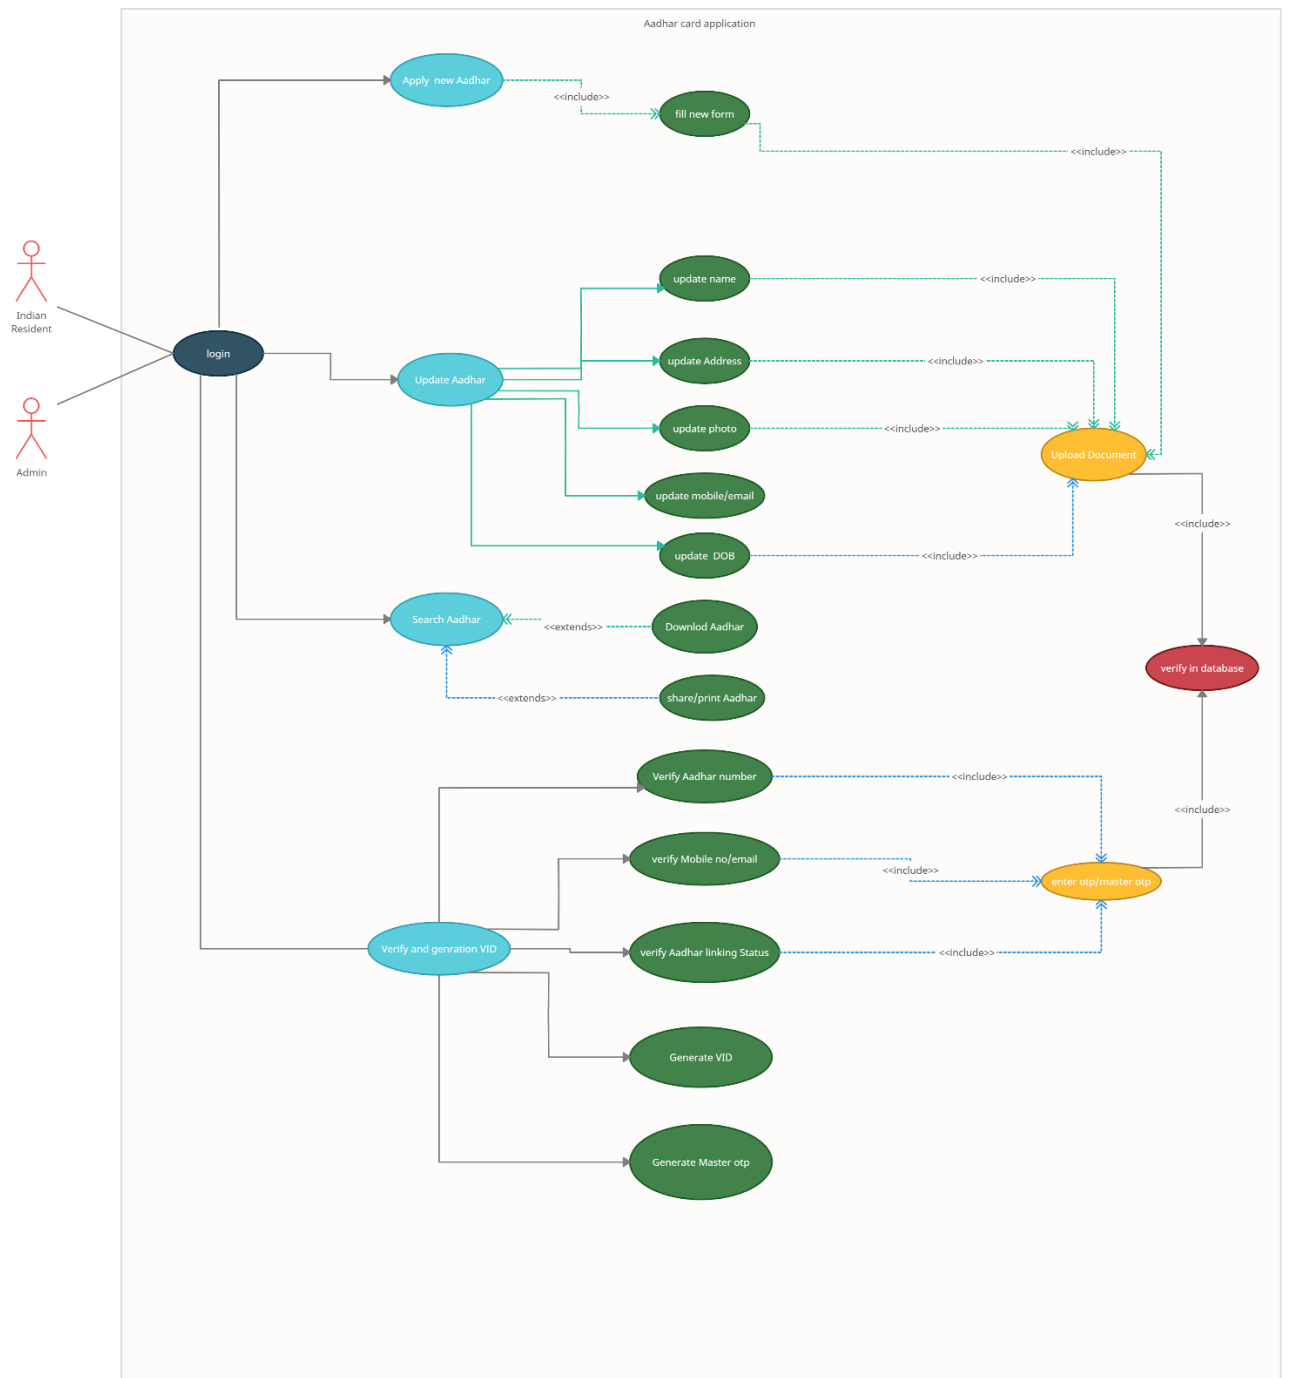 Aadhar card application
Apply  new Aadhar
<<include>>
fill new form
<<include>>
Indian
Resident
Admin
login
update name
<<include>>
update Address
<<include>>
Update Aadhar
update photo
<<include>>
Upload Document
update mobile/email
<<include>>
update  DOB
<<include>>
Search Aadhar
<<extends>>
Downlod Aadhar
verify in database
<<extends>>
share/print Aadhar
Verify Aadhar number
<<include>>
<<include>>
verify Mobile no/email
<<include>>
enter otp/master otp
Verify and genration VID
verify Aadhar linking Status
<<include>>
Generate VID
Generate Master otp